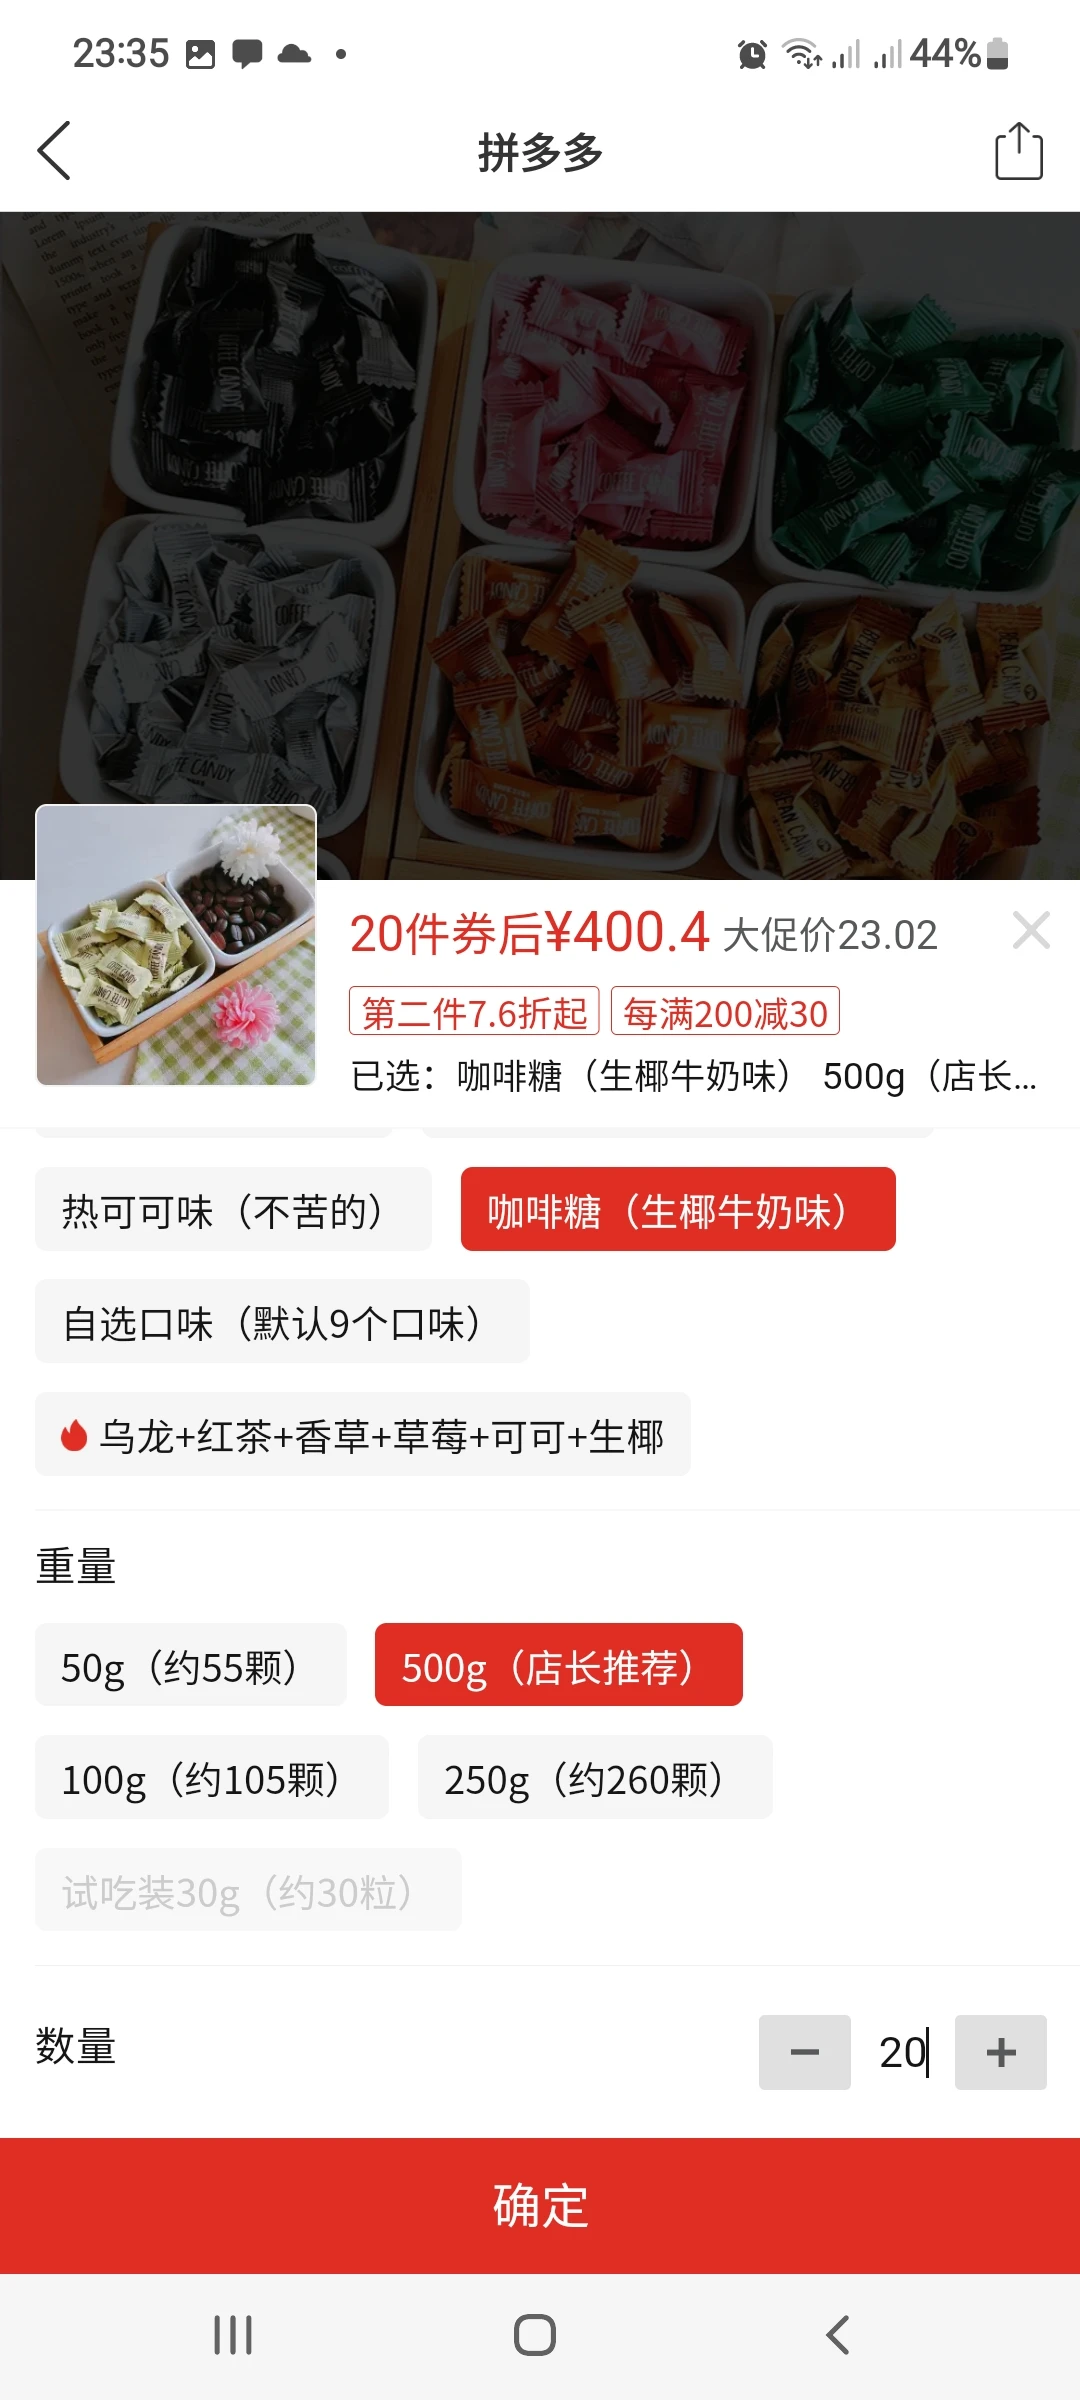 23:35
44%
拼多多
20件券后¥400.4 大促价23.02
第二件7.6折起 每满200减30
已选：咖啡糖（生椰牛奶味） 500g（店长...
热可可味（不苦的） 咖啡糖（生椰牛奶味）
自选口味（默认9个口味）
乌龙+红茶+香草+草莓+可可+生椰
重量
50g（约55颗） 500g（店长推荐）
100g（约105颗） 250g（约260颗）
试吃装30g（约30粒）
数量
20
确定